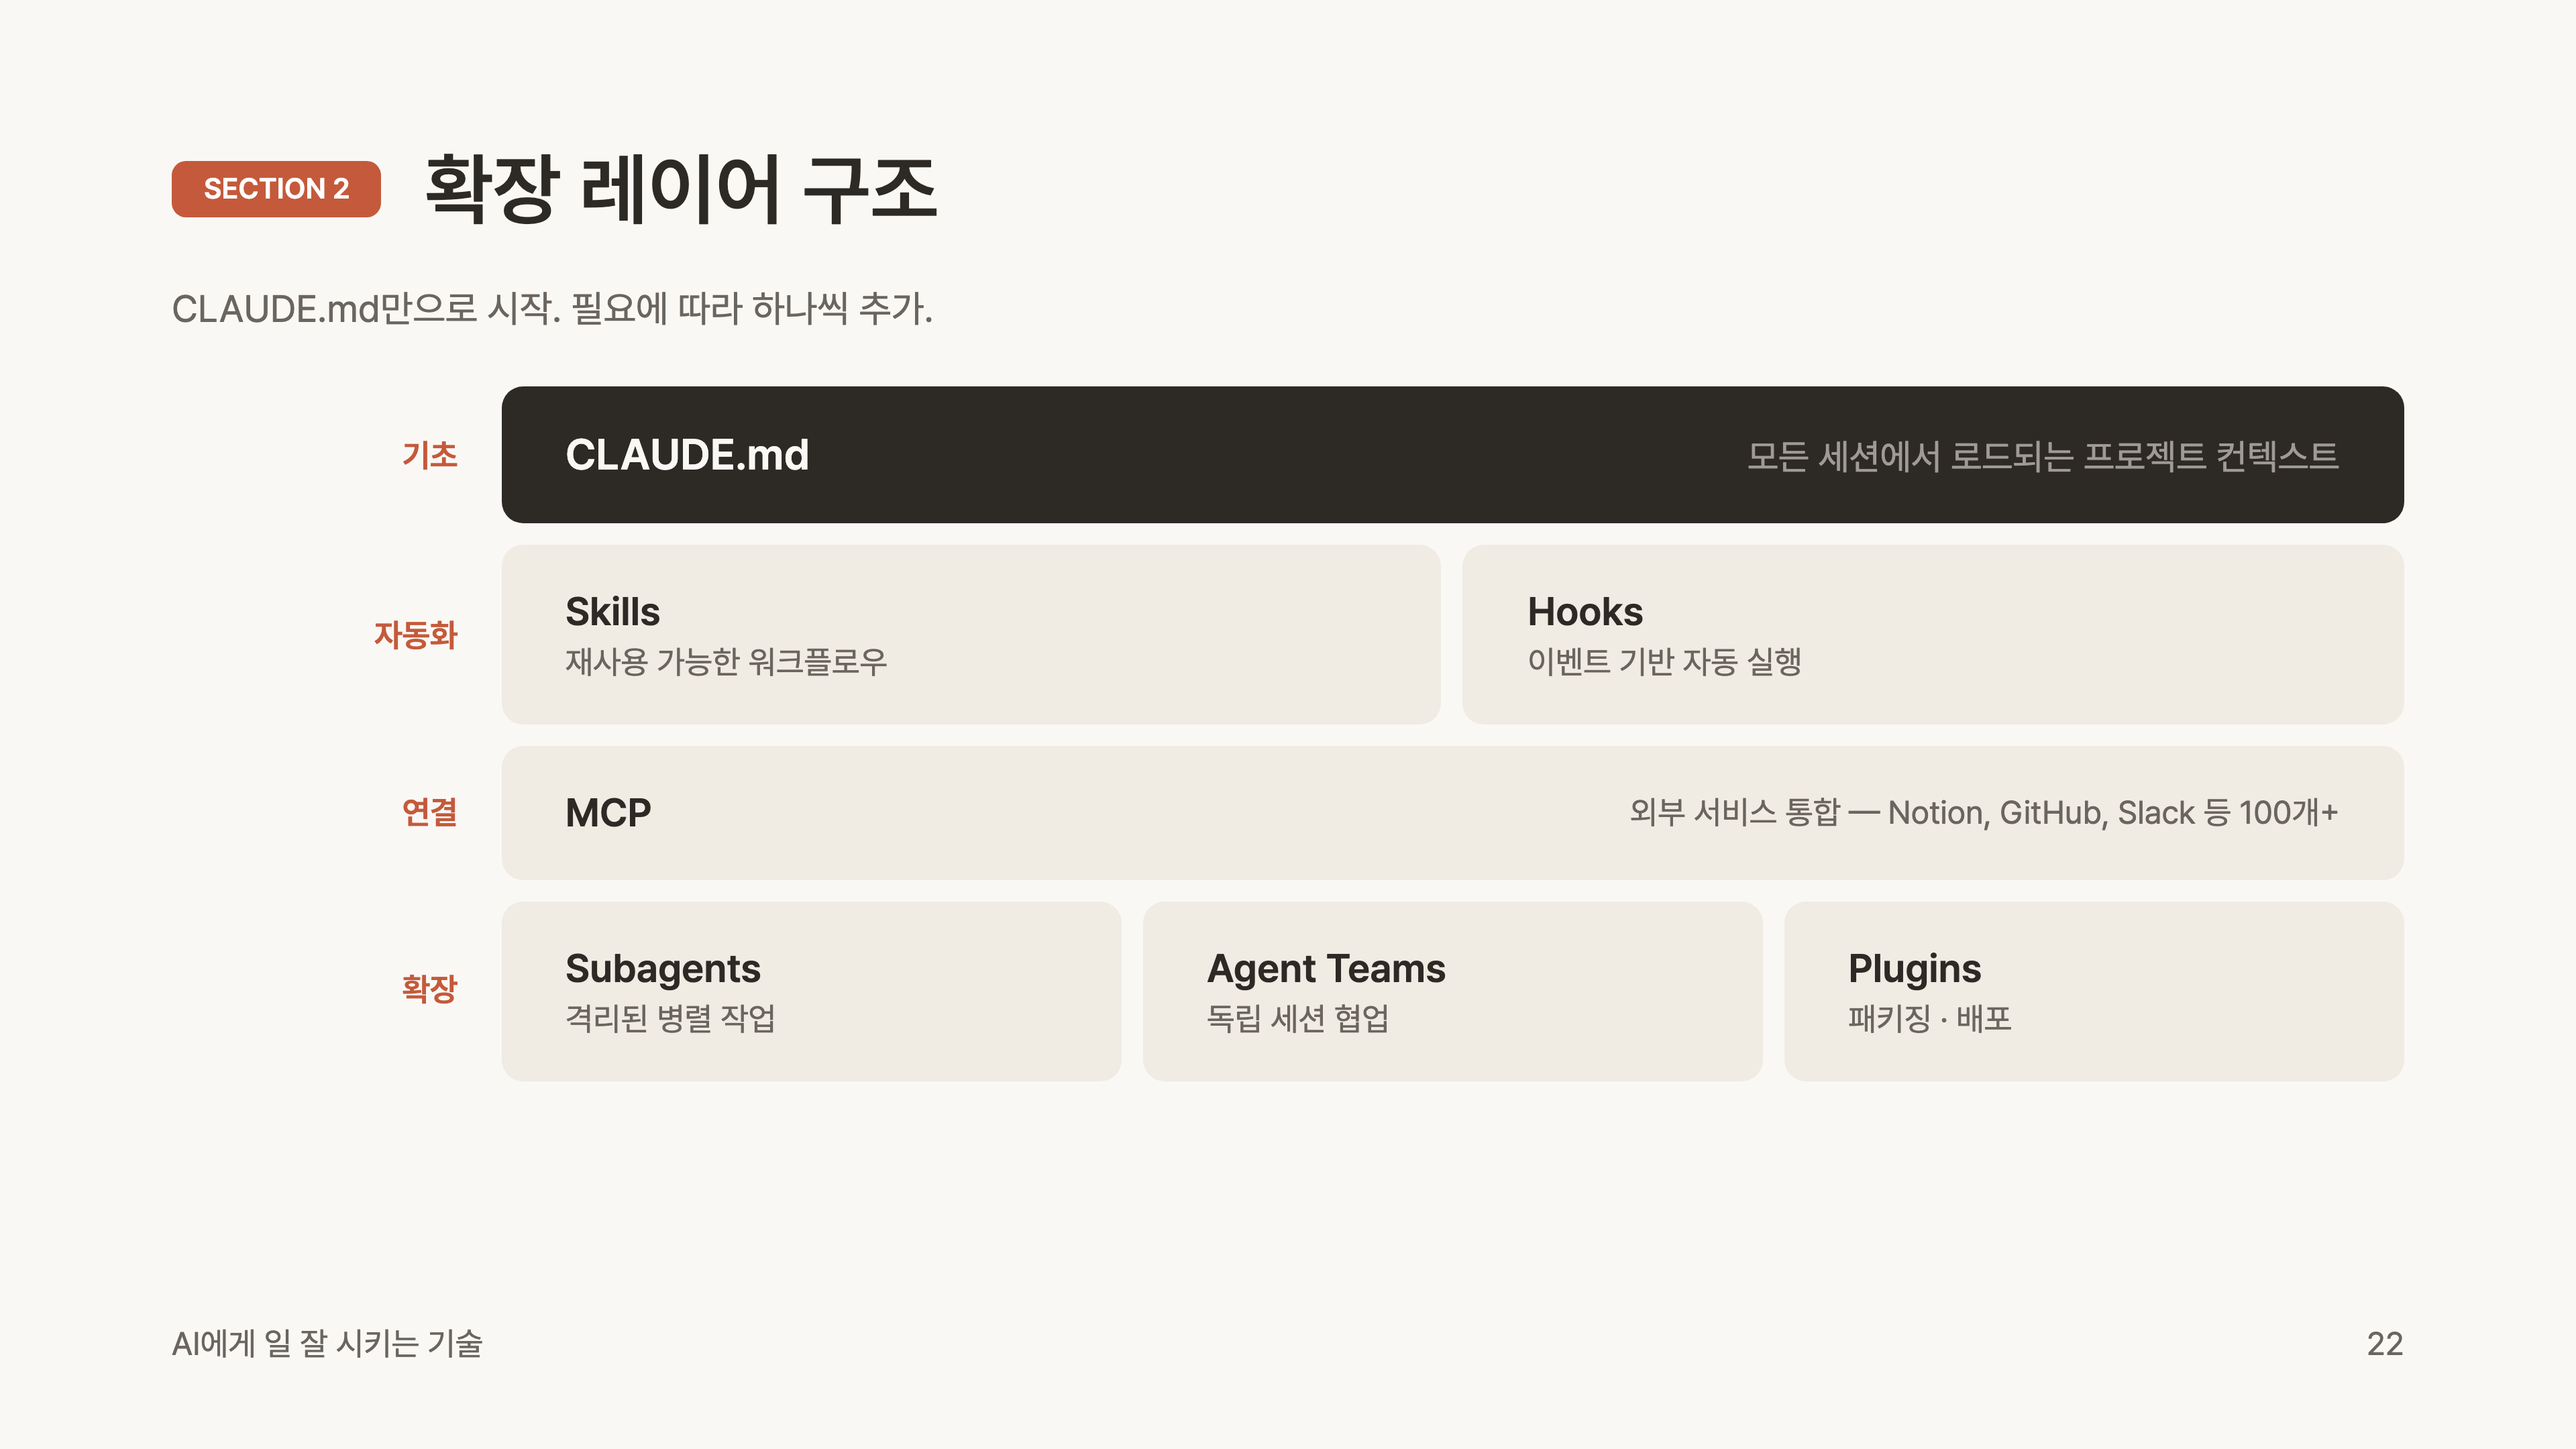 SECTION 2
확장 레이어 구조
CLAUDE.md만으로 시작. 필요에 따라 하나씩 추가.
기초
CLAUDE.md
모든 세션에서 로드되는 프로젝트 컨텍스트
자동화
Skills
재사용 가능한 워크플로우
Hooks
이벤트 기반 자동 실행
연결
MCP
외부 서비스 통합 — Notion, GitHub, Slack 등 100개+
확장
Subagents
격리된 병렬 작업
Agent Teams
독립 세션 협업
Plugins
패키징 · 배포
AI에게 일 잘 시키는 기술
22